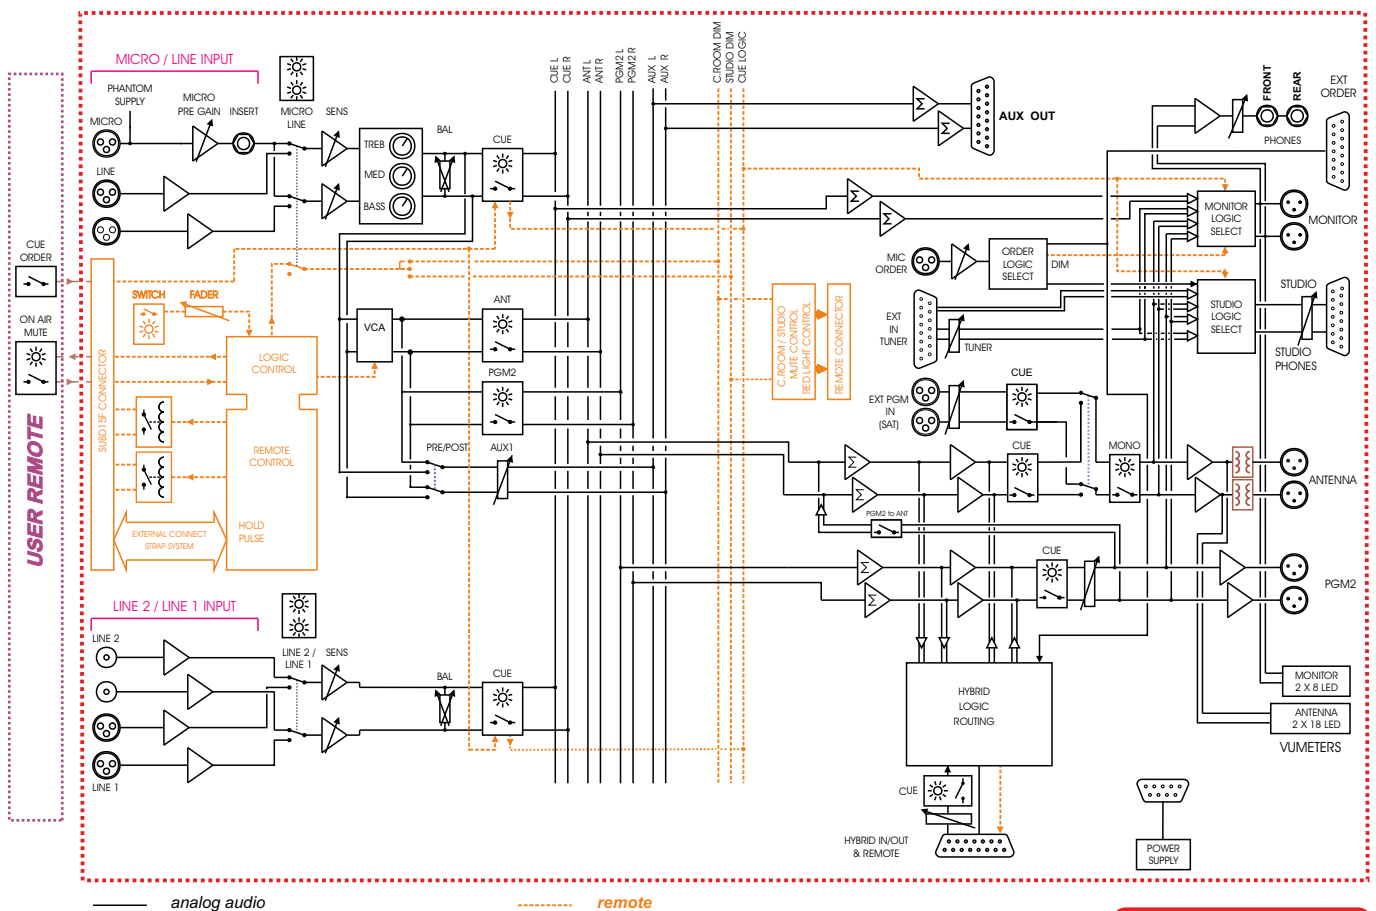 MICRO / LINE INPUT
PHANTOM
SUPPLY
MICRO
MICRO
PRE GAIN
INSERT
MICRO
LINE
SENS
LINE
TREB
MED
BASS
BAL
CUE
CUE L
CUE R
ANT L
ANT R
PGM2 L
PGM2 R
AUX L
AUX R
C.ROOM DIM
STUDIO DIM
CUE LOGIC
AUX OUT
FRONT
REAR
PHONES
EXT
ORDER
MONITOR
LOGIC
SELECT
MONITOR
MIC
ORDER
ORDER
LOGIC
SELECT
DIM
EXT
IN
TUNER
TUNER
STUDIO
LOGIC
SELECT
STUDIO
STUDIO
PHONES
CUE
ORDER
ON AIR
MUTE
USER REMOTE
SUBD15F CONNECTOR
SWITCH
FADER
LOGIC
CONTROL
REMOTE
CONTROL
HOLD
PULSE
EXTERNAL CONNECT
STRAP SYSTEM
VCA
ANT
PGM2
PRE/POST
AUX1
C.ROOM / STUDIO
MUTE CONTROL
RED LIGHT CONTROL
REMOTE CONNECTOR
EXT PGM
IN
(SAT)
CUE
CUE
MONO
ANTENNA
PGM2 to ANT
CUE
PGM2
LINE 2 / LINE 1 INPUT
LINE 2
LINE 2 /
LINE 1
SENS
BAL
CUE
LINE 1
HYBRID
LOGIC
ROUTING
CUE
HYBRID IN/OUT
& REMOTE
MONITOR
2 X 8 LED
ANTENNA
2 X 18 LED
VUMETERS
POWER
SUPPLY
analog audio
remote